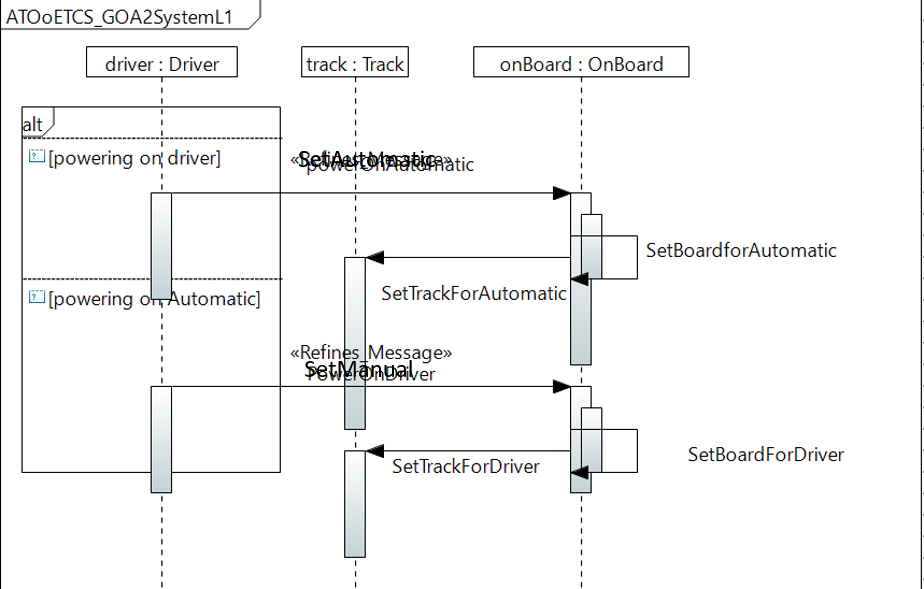 ATOoETCS_GOA2SystemL1
driver : Driver
track : Track
onBoard : OnBoard
alt
[powering on driver]
SetAutomatic
powerOnAutomatic
SetBoardforAutomatic
SetTrackForAutomatic
[powering on Automatic]
«Refines_Message»
SetManual
PowerOnDriver
SetTrackForDriver
SetBoardForDriver